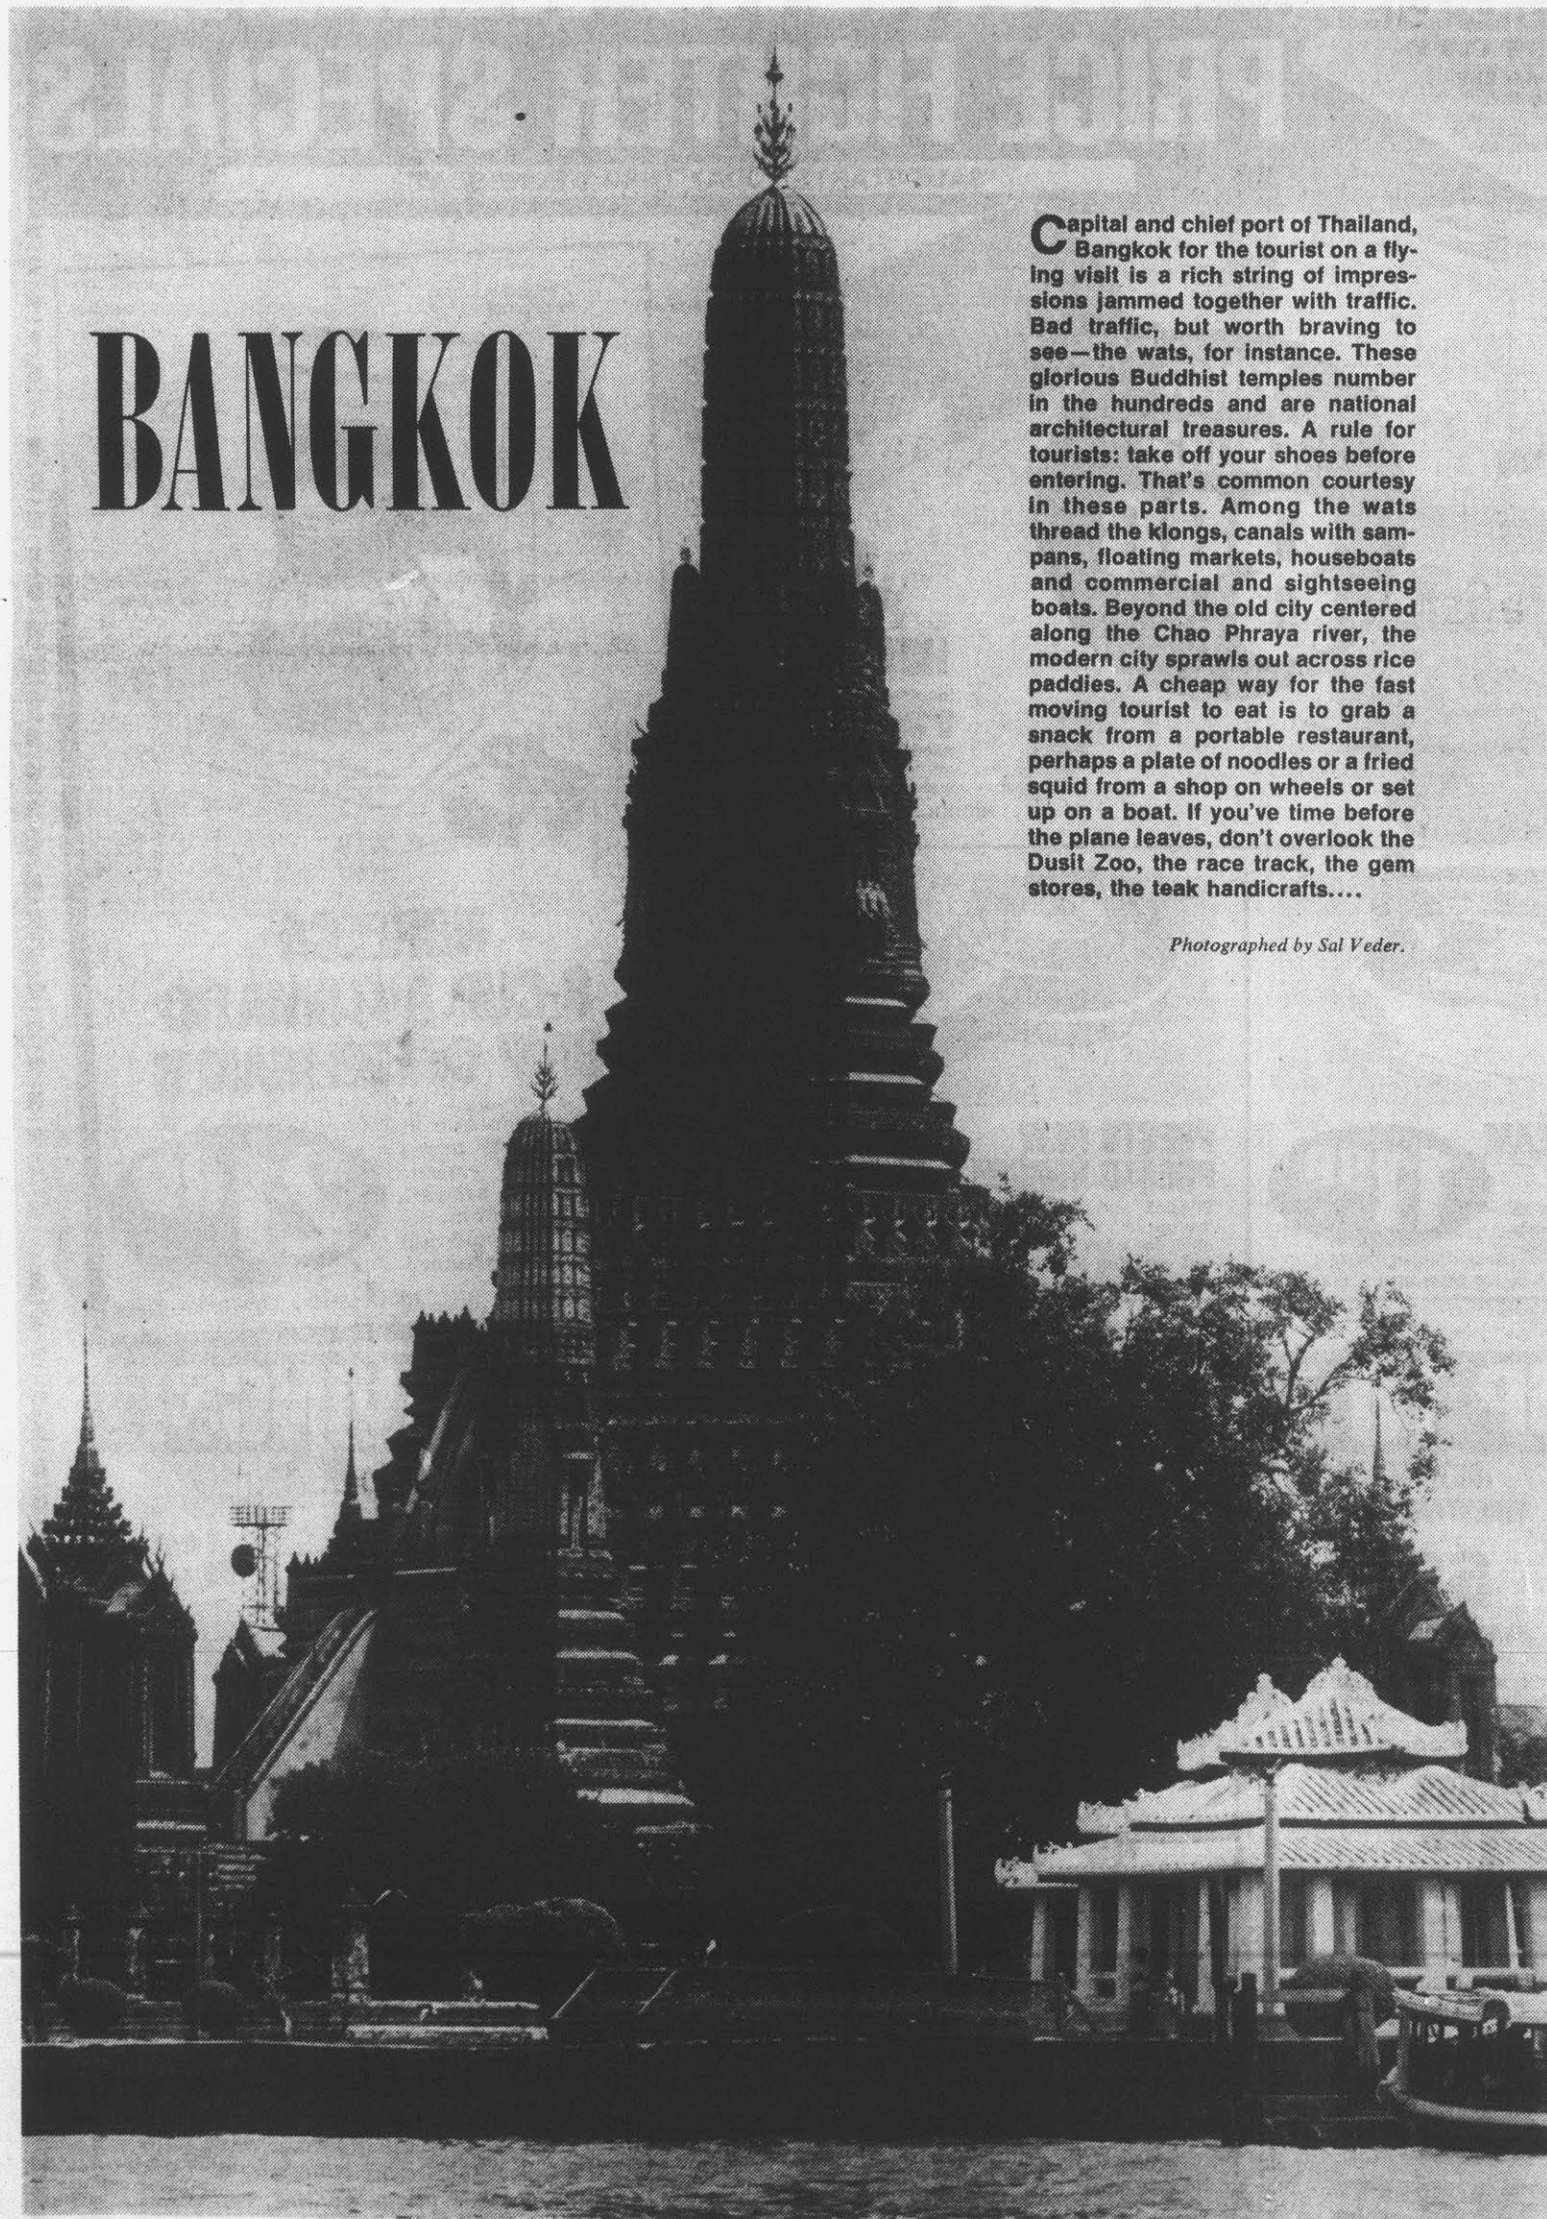 BANGKOK
Capital and chief port of Thailand,
Bangkok for the tourist on a fly-
ing visit is a rich string of impres-
sions jammed together with traffic.
Bad traffic, but worth braving to
see—the wats, for instance. These
glorious Buddhist temples number
in the hundreds and are national
architectural treasures. A rule for
tourists: take off your shoes before
entering. That's common courtesy
in these parts. Among the wats
thread the klongs, canals with sam-
pans, floating markets, houseboats
and commercial and sightseeing
boats. Beyond the old city centered
along the Chao Phraya river, the
modern city sprawls out across rice
paddies. A cheap way for the fast
moving tourist to eat is to grab a
snack from a portable restaurant,
perhaps a plate of noodles or a fried
squid from a shop on wheels or set
up on a boat. If you've time before
the plane leaves, don't overlook the
Dusit Zoo, the race track, the gem
stores, the teak handicrafts....
Photographed by Sal Veder.